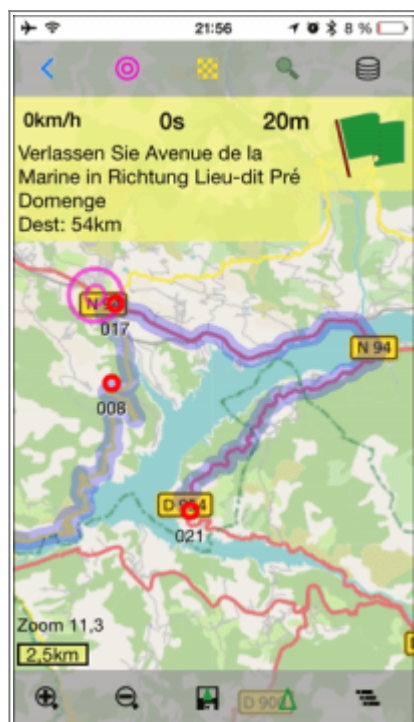 21:56
8 %
0km/h 0s 20m
Verlassen Sie Avenue de la
Marine in Richtung Lieu-dit Pré
Domenge
Dest: 54km
017
N 94
008
021
Zoom 11,3
2,5km